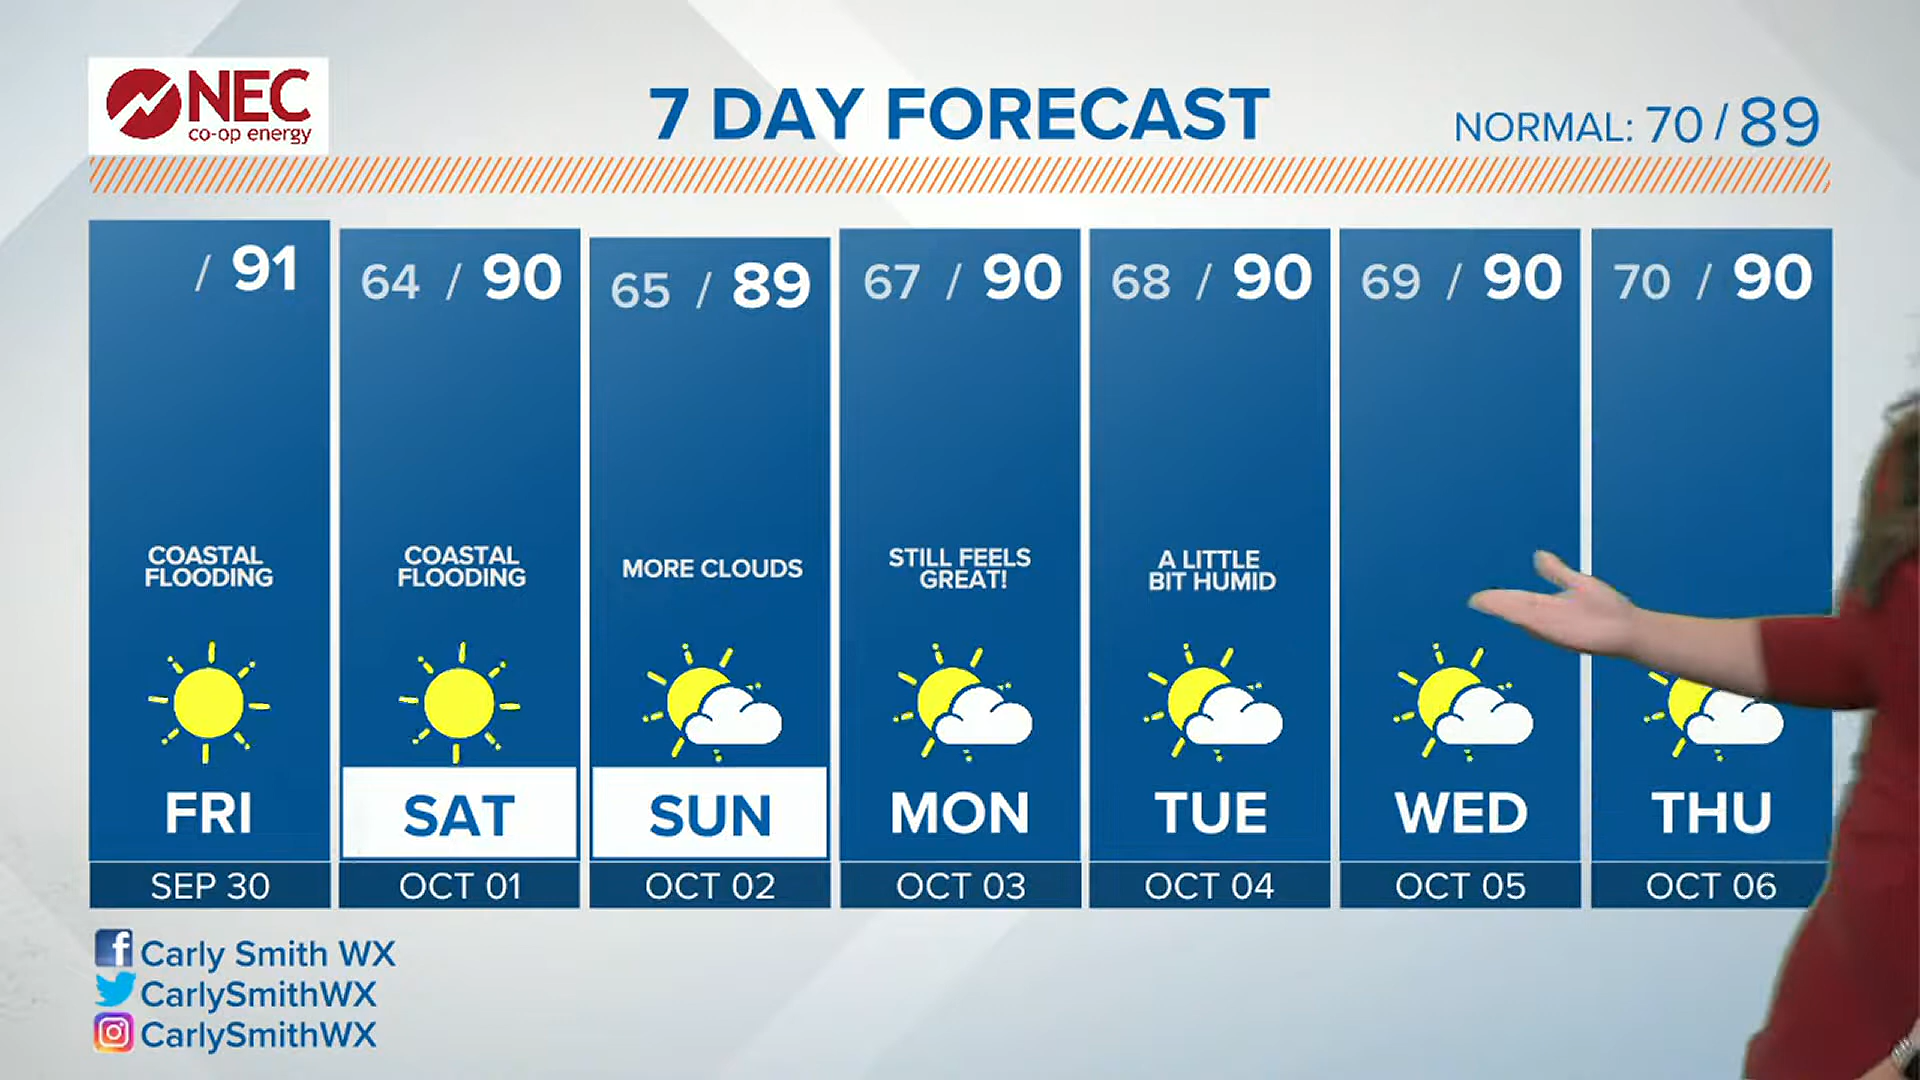 NEC
co-op energy
7 DAY FORECAST
NORMAL: 70 / 89
/ 91
64 / 90
65 / 89
67 / 90
68 / 90
69 / 90
70 / 90
COASTAL
FLOODING
COASTAL
FLOODING
MORE CLOUDS
STILL FEELS
GREAT!
A LITTLE
BIT HUMID
FRI
SAT
SUN
MON
TUE
WED
THU
SEP 30
OCT 01
OCT 02
OCT 03
OCT 04
OCT 05
OCT 06
Carly Smith WX
CarlySmithWX
CarlySmithWX